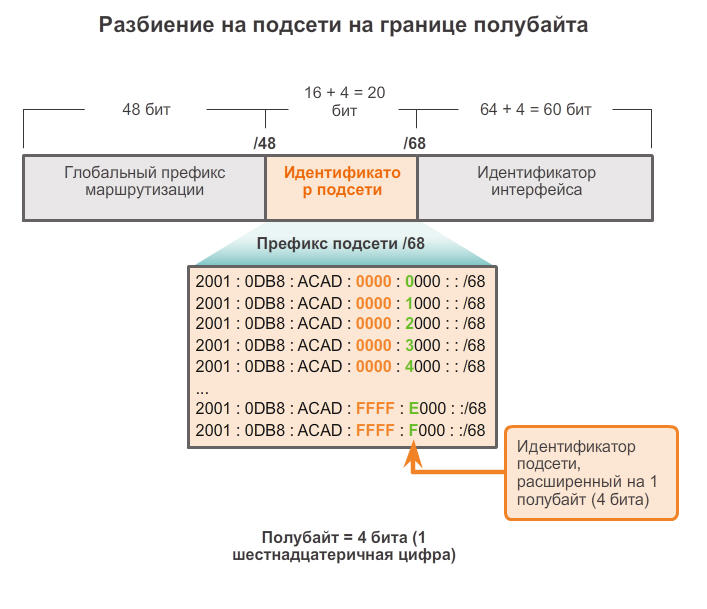 Разбиение на подсети на границе полубайта
48 бит
16 + 4 = 20
бит
64 + 4 = 60 бит
/48
/68
Глобальный префикс
маршрутизации
Идентификато
р подсети
Идентификатор
интерфейса
Префикс подсети /68
2001 : 0DB8 : ACAD : 0000 : 0000 : : /68
2001 : 0DB8 : ACAD : 0000 : 1000 : : /68
2001 : 0DB8 : ACAD : 0000 : 2000 : : /68
2001 : 0DB8 : ACAD : 0000 : 3000 : : /68
2001 : 0DB8 : ACAD : 0000 : 4000 : : /68
...
2001 : 0DB8 : ACAD : FFFF : E000 : :/68
2001 : 0DB8 : ACAD : FFFF : F000 : :/68
Идентификатор
подсети,
расширенный на 1
полубайт (4 бита)
Полубайт = 4 бита (1
шестнадцатеричная цифра)